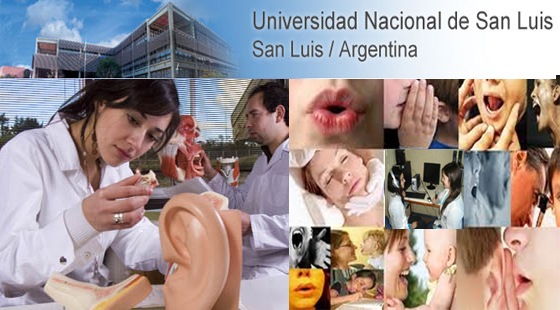 Universidad Nacional de San Luis
San Luis / Argentina